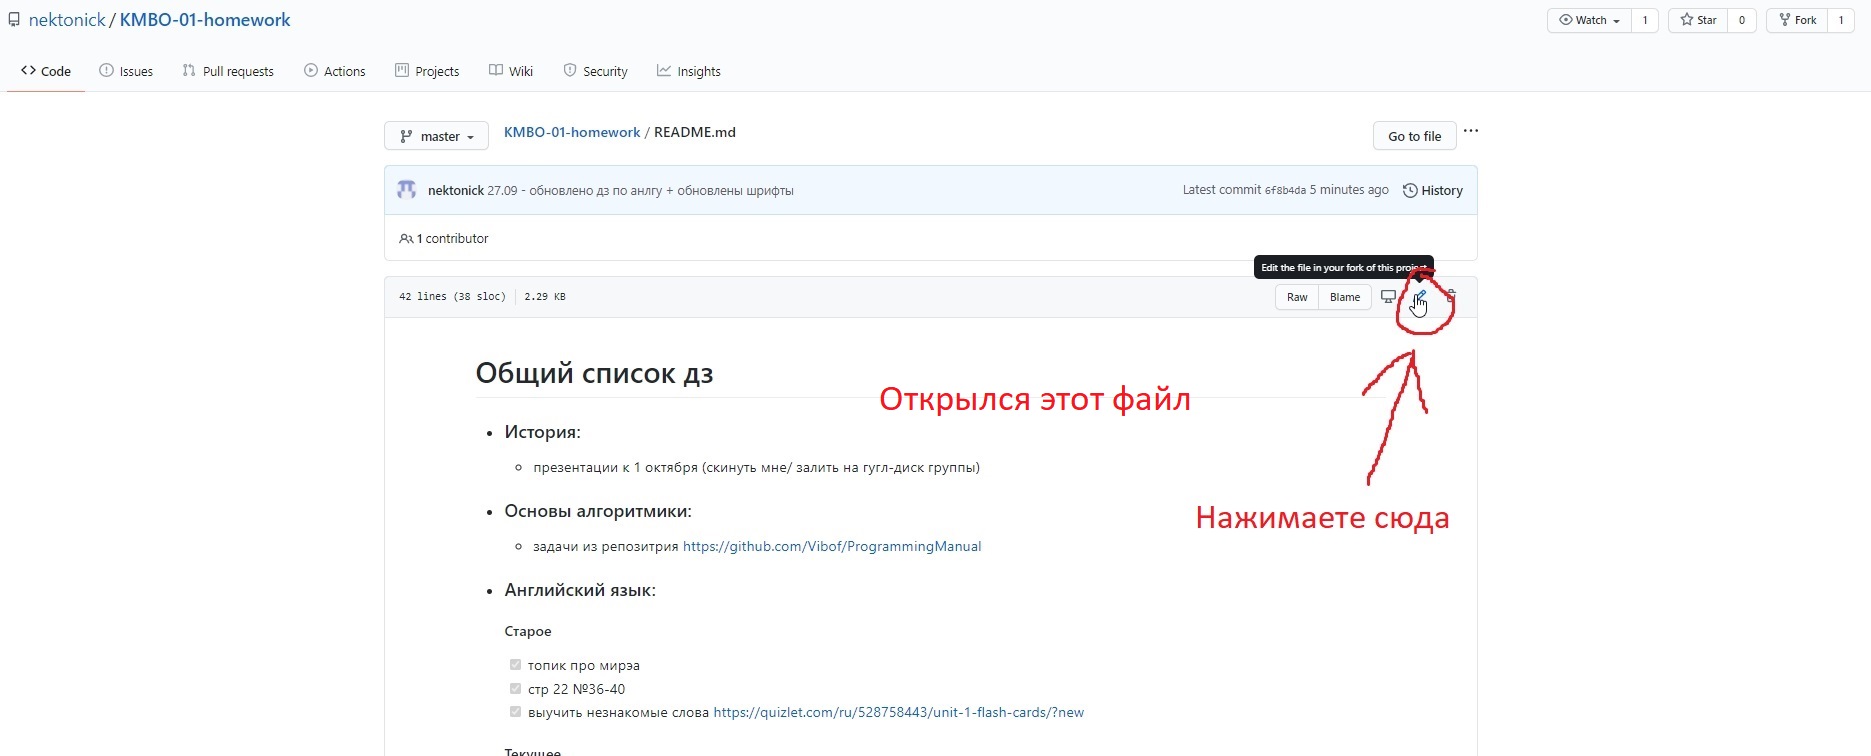 nektonick / KMBO-01-homework
Watch 1 Star 0 Fork 1
Code Issues Pull requests Actions Projects Wiki Security Insights
master KMBO-01-homework / README.md Go to file ...
nektonick 27.09 - обновлено дз по англгу + обновлены шрифты Latest commit 6f8b4da 5 minutes ago History
1 contributor
Edit the file in your fork of this project
42 lines (38 sloc) 2.29 KB Raw Blame
Общий список дз
Открылся этот файл
История:
презентации к 1 октября (скинуть мне/ залить на гугл-диск группы)
Нажимаете сюда
Основы алгоритмики:
задачи из репозитрия https://github.com/Vibof/ProgrammingManual
Английский язык:
Старое
топик про мирэа
стр 22 №36-40
выучить незнакомые слова https://quizlet.com/ru/528758443/unit-1-flash-cards/?new
Текущее